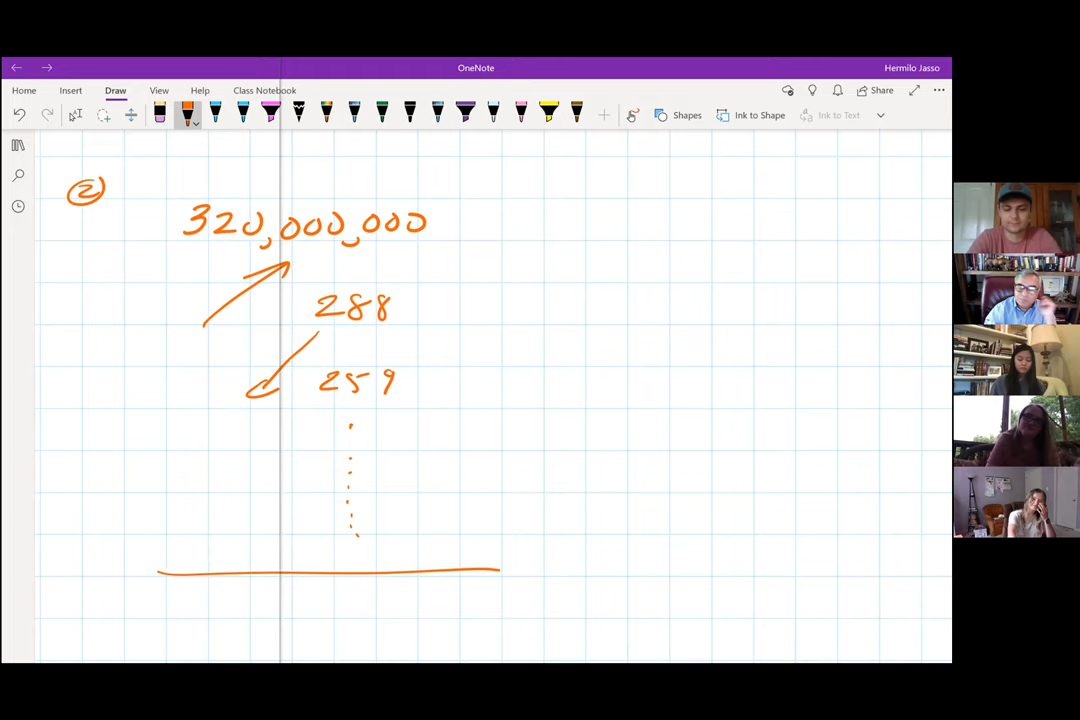 OneNote
Hermilo Jasso
Home Insert Draw View Help Class Notebook
Share
Shapes
Ink to Shape
Ink to Text
2
320,000,000
288
259